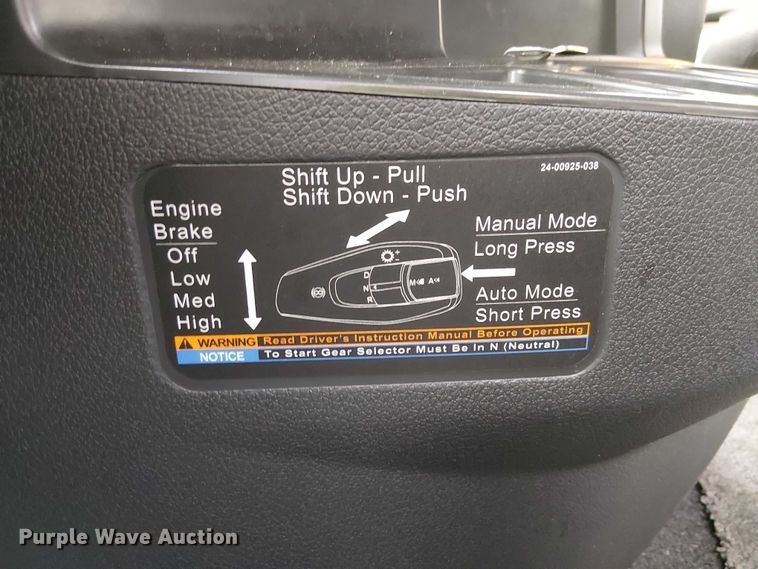 24-00925-038
Shift Up - Pull
Shift Down - Push
Engine
Brake
Off
Low
Med
High
D
N
R
M
A
+
-
Manual Mode
Long Press
Auto Mode
Short Press
WARNING Read Driver's Instruction Manual Before Operating
NOTICE To Start Gear Selector Must Be In N (Neutral)
Purple Wave Auction